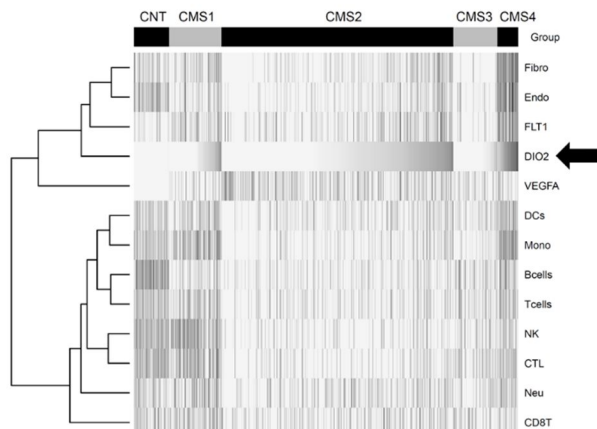 CNT CMS1 CMS2 CMS3 CMS4
Group
Fibro
Endo
FLT1
DIO2
VEGFA
DCs
Mono
Bcells
Tcells
NK
CTL
Neu
CD8T